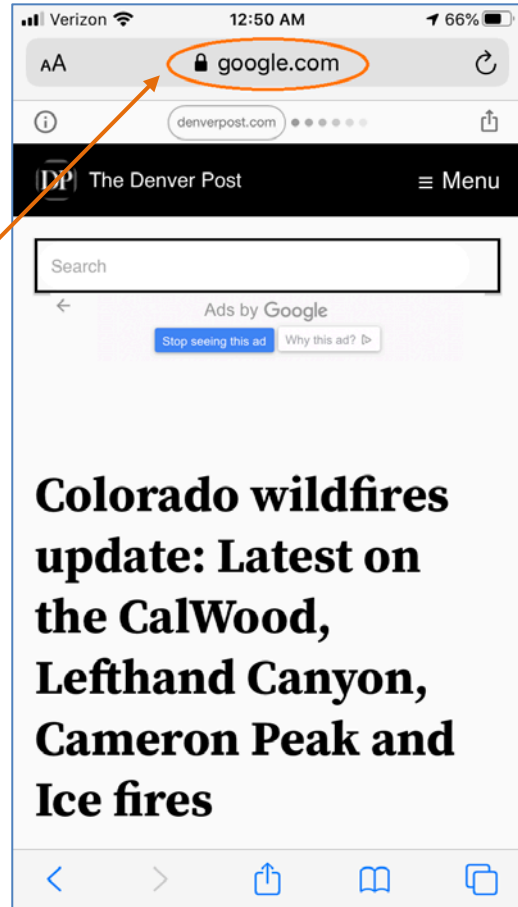 Verizon 12:50 AM 66%
AA google.com
denverpost.com
DP The Denver Post Menu
Search
Ads by Google
Stop seeing this ad Why this ad?
Colorado wildfires
update: Latest on
the CalWood,
Lefthand Canyon,
Cameron Peak and
Ice fires